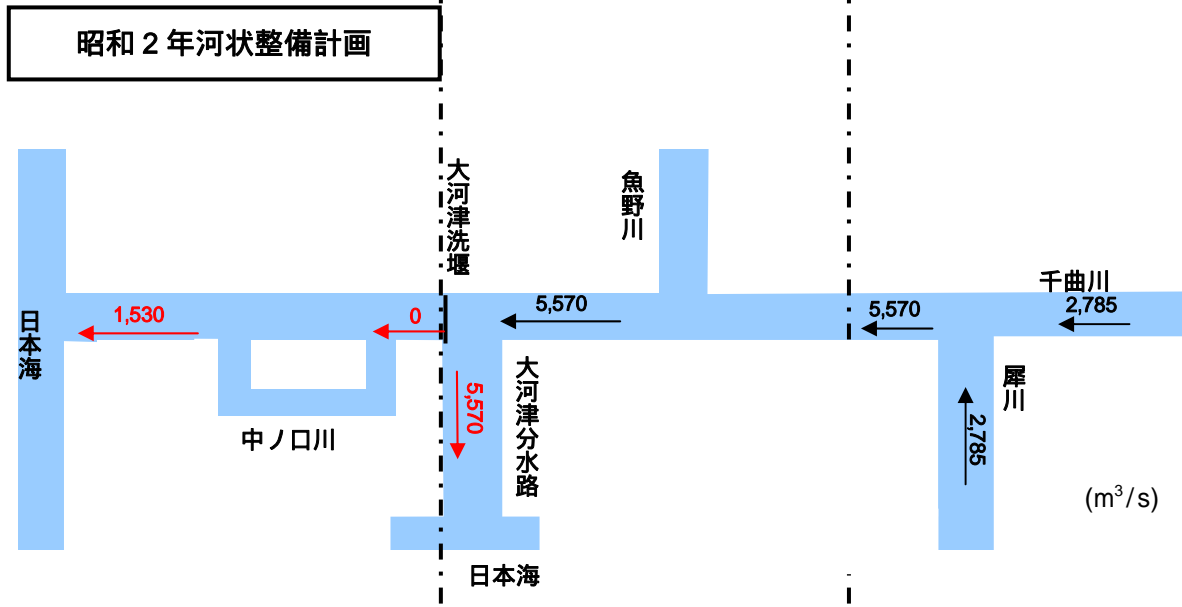 昭和２年河状整備計画
大河津洗堰
魚野川
千曲川
1,530
0
5,570
5,570
2,785
日本海
5,570
大河津分水路
犀川
2,785
中ノ口川
(m³/s)
日本海